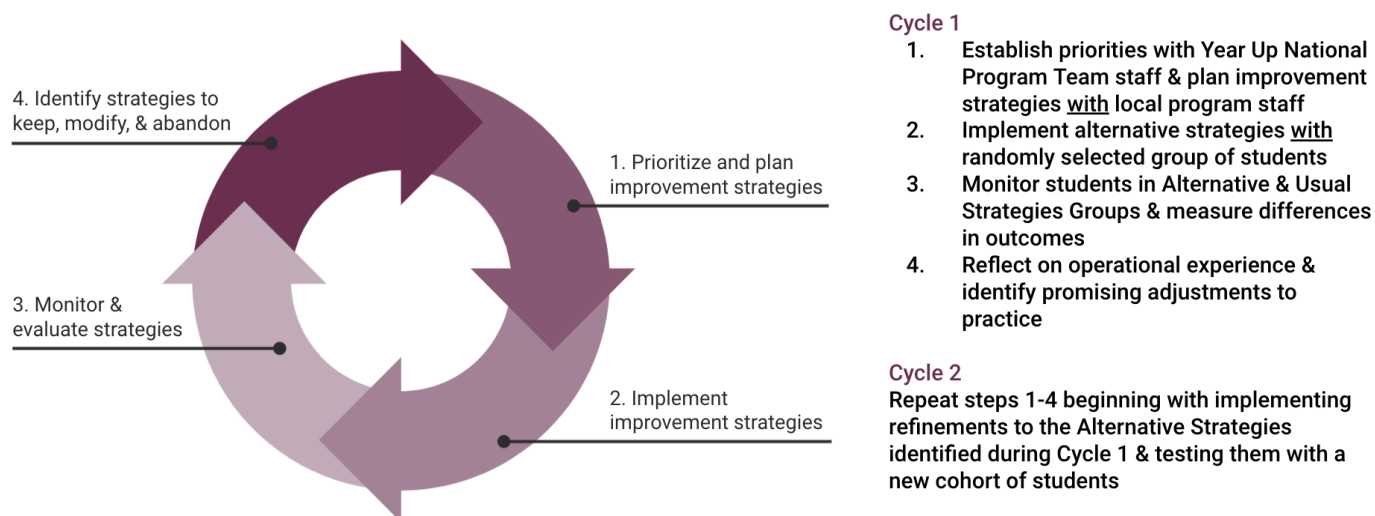 4. Identify strategies to
keep, modify, & abandon
1. Prioritize and plan
improvement strategies
3. Monitor &
evaluate strategies
2. Implement
improvement strategies
Cycle 1
1. Establish priorities with Year Up National
Program Team staff & plan improvement
strategies with local program staff
2. Implement alternative strategies with
randomly selected group of students
3. Monitor students in Alternative & Usual
Strategies Groups & measure differences
in outcomes
4. Reflect on operational experience &
identify promising adjustments to
practice
Cycle 2
Repeat steps 1-4 beginning with implementing
refinements to the Alternative Strategies
identified during Cycle 1 & testing them with a
new cohort of students